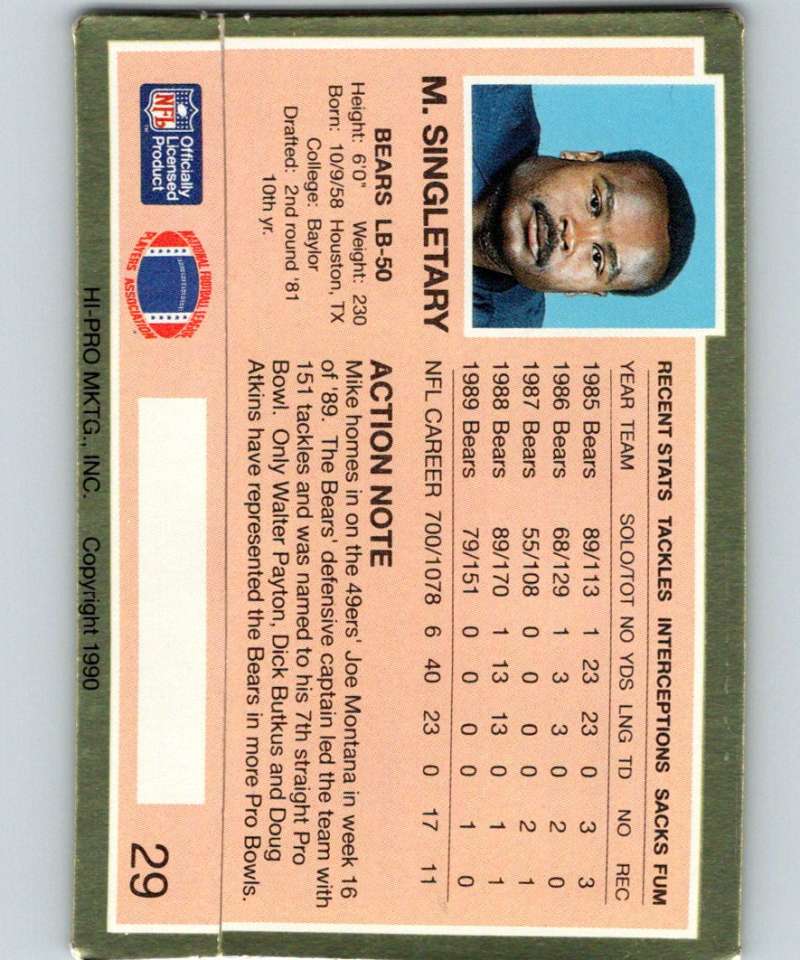 M. SINGLETARY
BEARS LB-50
Height: 6'0" Weight: 230
Born: 10/9/58 Houston, TX
College: Baylor
Drafted: 2nd round '81
10th yr.
RECENT STATS TACKLES INTERCEPTIONS SACKS FUM
YEAR TEAM SOLO/TOT NO YDS LNG TD NO REC
1985 Bears 89/113 1 23 23 0 3 3
1986 Bears 68/129 1 3 3 0 2 0
1987 Bears 55/108 0 0 0 0 2 1
1988 Bears 89/170 1 13 13 0 1 1
1989 Bears 79/151 0 0 0 0 1 0
NFL CAREER 700/1078 6 40 23 0 17 11
ACTION NOTE
Mike homes in on the 49ers' Joe Montana in week 16
of '89. The Bears' defensive captain led the team with
151 tackles and was named to his 7th straight Pro
Bowl. Only Walter Payton, Dick Butkus and Doug
Atkins have represented the Bears in more Pro Bowls.
NFL
TM
Officially
Licensed
Product
NATIONAL FOOTBALL LEAGUE
PLAYERS ASSOCIATION
29
HI-PRO MKTG., INC. Copyright 1990